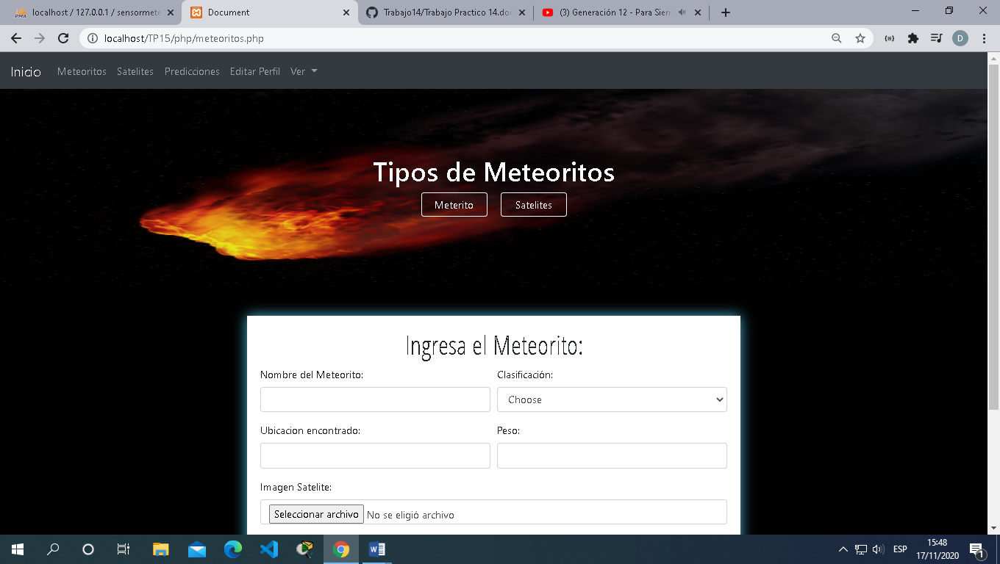 localhost / 127.0.0.1 / sensormete
Document
Trabajo14/Trabajo Practico 14.doc
(3) Generación 12 - Para Siem
localhost/TP15/php/meteoritos.php
D
Inicio Meteoritos Satelites Predicciones Editar Perfil Ver
Tipos de Meteoritos
Meterito Satelites
Ingresa el Meteorito:
Nombre del Meteorito: Clasificación:
Choose
Ubicacion encontrado: Peso:
Imagen Satelite:
Seleccionar archivo No se eligió archivo
ESP
15:48
17/11/2020
1